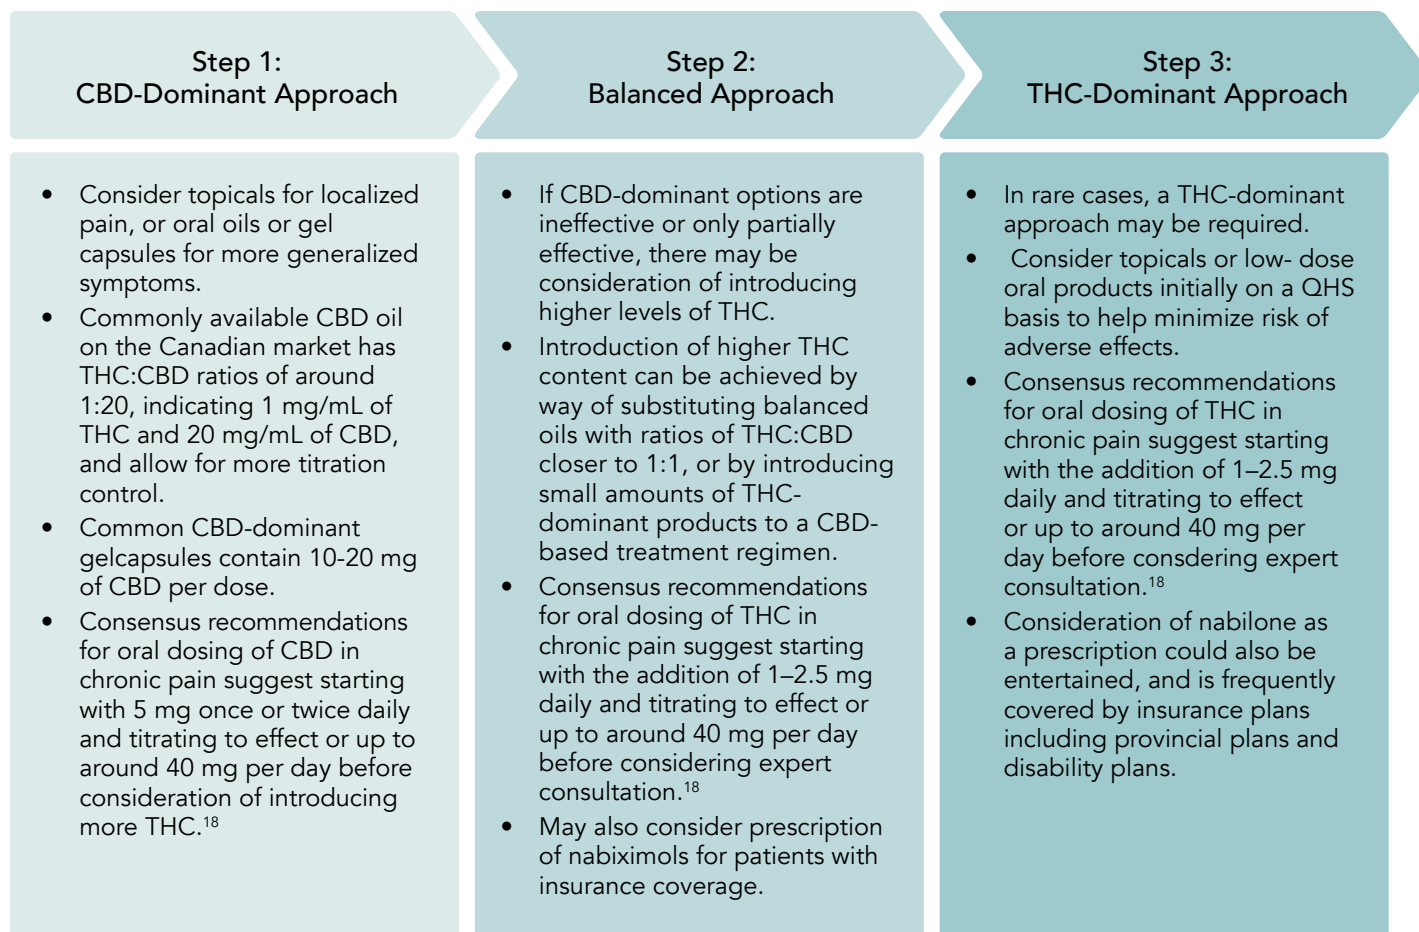 Step 1:
CBD-Dominant Approach
• Consider topicals for localized
pain, or oral oils or gel
capsules for more generalized
symptoms.
• Commonly available CBD oil
on the Canadian market has
THC:CBD ratios of around
1:20, indicating 1 mg/mL of
THC and 20 mg/mL of CBD,
and allow for more titration
control.
• Common CBD-dominant
gelcapsules contain 10-20 mg
of CBD per dose.
• Consensus recommendations
for oral dosing of CBD in
chronic pain suggest starting
with 5 mg once or twice daily
and titrating to effect or up to
around 40 mg per day before
consideration of introducing
more THC.18
Step 2:
Balanced Approach
• If CBD-dominant options are
ineffective or only partially
effective, there may be
consideration of introducing
higher levels of THC.
• Introduction of higher THC
content can be achieved by
way of substituting balanced
oils with ratios of THC:CBD
closer to 1:1, or by introducing
small amounts of THC-
dominant products to a CBD-
based treatment regimen.
• Consensus recommendations
for oral dosing of THC in
chronic pain suggest starting
with the addition of 1–2.5 mg
daily and titrating to effect or
up to around 40 mg per day
before considering expert
consultation.18
• May also consider prescription
of nabiximols for patients with
insurance coverage.
Step 3:
THC-Dominant Approach
• In rare cases, a THC-dominant
approach may be required.
• Consider topicals or low- dose
oral products initially on a QHS
basis to help minimize risk of
adverse effects.
• Consensus recommendations
for oral dosing of THC in
chronic pain suggest starting
with the addition of 1–2.5 mg
daily and titrating to effect
or up to around 40 mg per
day before consdering expert
consultation.18
• Consideration of nabilone as
a prescription could also be
entertained, and is frequently
covered by insurance plans
including provincial plans and
disability plans.